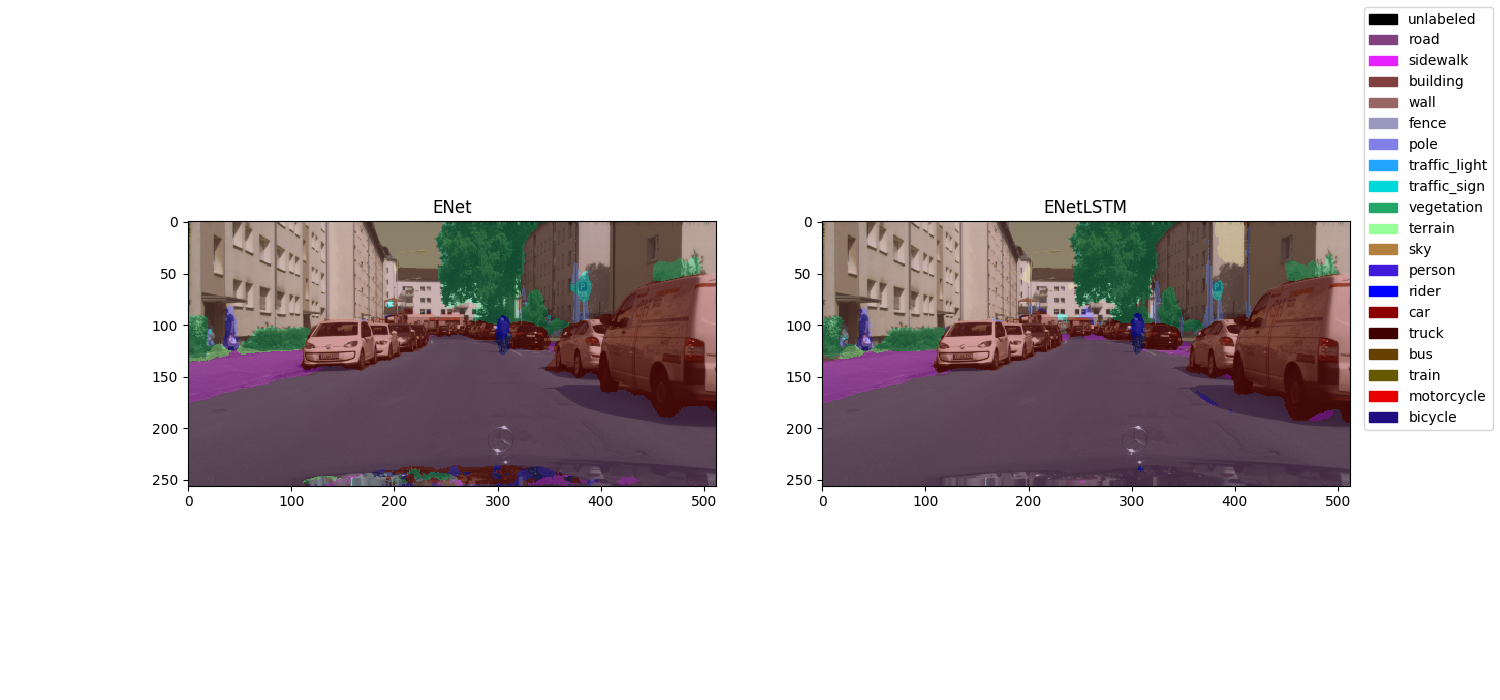 ENet
0
50
100
150
200
250
0 100 200 300 400 500
ENetLSTM
0
50
100
150
200
250
0 100 200 300 400 500
unlabeled
road
sidewalk
building
wall
fence
pole
traffic_light
traffic_sign
vegetation
terrain
sky
person
rider
car
truck
bus
train
motorcycle
bicycle
P
P